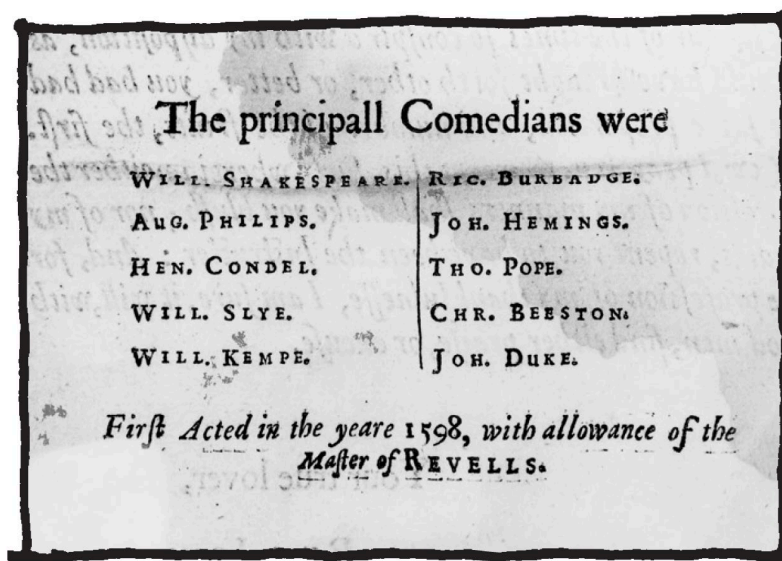 The principall Comedians were
WILL. SHAKESPEARE. RIC. BURBADGE.
AUG. PHILIPS. JOH. HEMINGS.
HEN. CONDEL. THO. POPE.
WILL. SLYE. CHR. BEESTON.
WILL. KEMPE. JOH. DUKE.
Firſt Acted in the yeare 1598, with allowance of the
Maſter of REVELLS.